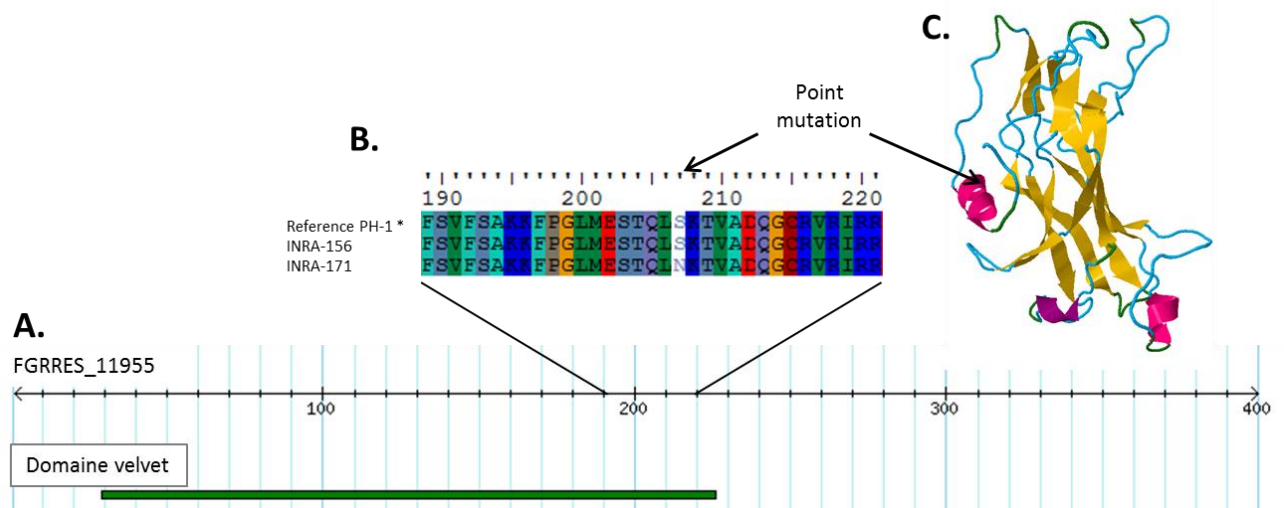 C.
Point
mutation
B.
190 200 210 220
Reference PH-1 * FSVFSAKKFPGLMESTQLSKTVADQGCRVRIRR
INRA-156 FSVFSAKKFPGLMESTQLSKTVADQGCRVRIRR
INRA-171 FSVFSAKKFPGLMESTQLNKTVADQGCRVRIRR
A.
FGRRES_11955
100 200 300 400
Domaine velvet